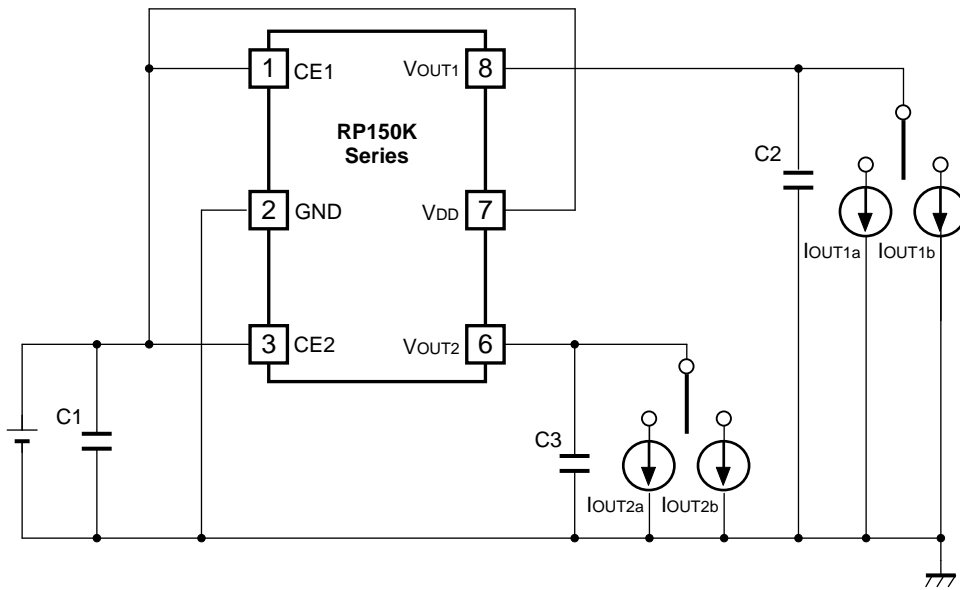 1 CE1
VOUT1 8
RP150K
Series
C2
2 GND
VDD 7
IOUT1a IOUT1b
3 CE2
VOUT2 6
C1
C3
IOUT2a IOUT2b